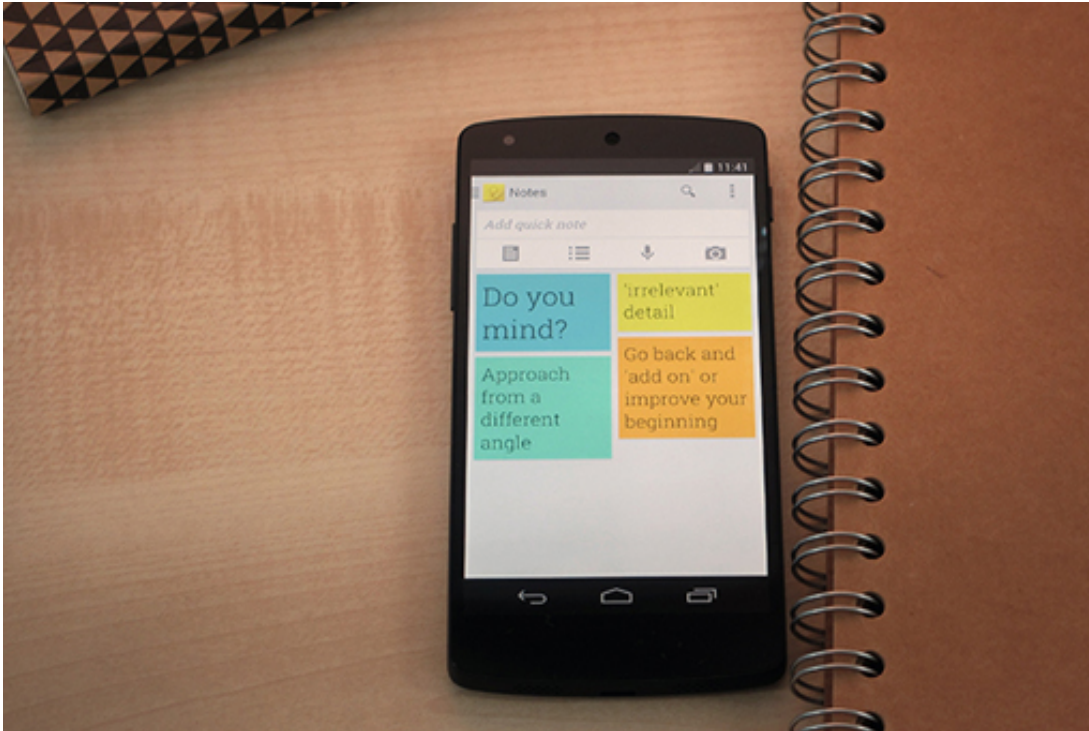 11:41
Notes
Add quick note
Do you
mind?
Approach
from a
different
angle
'irrelevant'
detail
Go back and
'add on' or
improve your
beginning